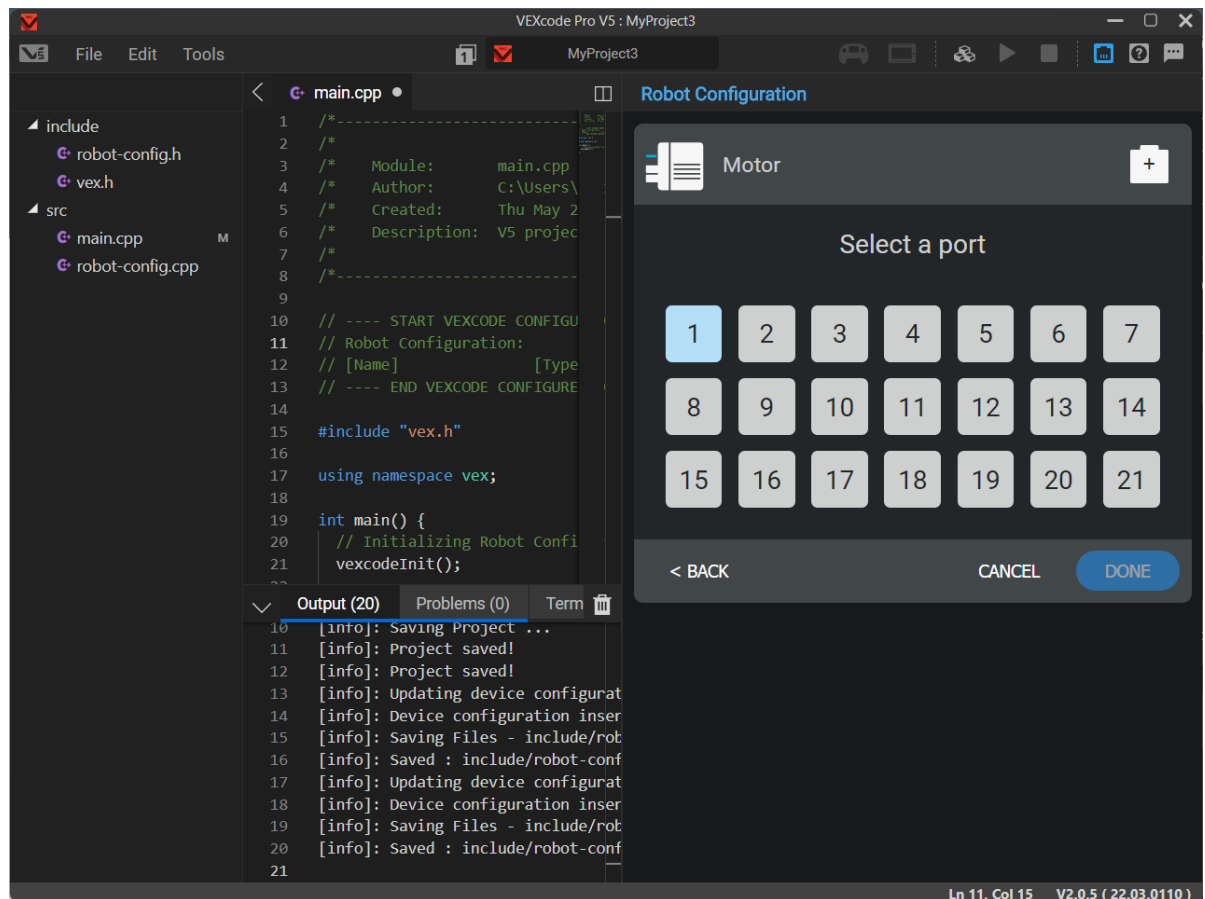 VEXcode Pro V5 : MyProject3
V5 File Edit Tools
1 MyProject3
main.cpp
Robot Configuration
include
robot-config.h
vex.h
src
main.cpp M
robot-config.cpp
1 /*---------------------------
2 /*
3 /* Module: main.cpp
4 /* Author: C:\Users\
5 /* Created: Thu May 2
6 /* Description: V5 projec
7 /*
8 /*---------------------------
9
10 // ---- START VEXCODE CONFIGU
11 // Robot Configuration:
12 // [Name] [Type
13 // ---- END VEXCODE CONFIGURE
14
15 #include "vex.h"
16
17 using namespace vex;
18
19 int main() {
20 // Initializing Robot Confi
21 vexcodeInit();
Output (20) Problems (0) Term
10 [info]: Saving Project ...
11 [info]: Project saved!
12 [info]: Project saved!
13 [info]: Updating device configurat
14 [info]: Device configuration inser
15 [info]: Saving Files - include/rob
16 [info]: Saved : include/robot-conf
17 [info]: Updating device configurat
18 [info]: Device configuration inser
19 [info]: Saving Files - include/rob
20 [info]: Saved : include/robot-conf
21
Motor +
Select a port
1 2 3 4 5 6 7
8 9 10 11 12 13 14
15 16 17 18 19 20 21
< BACK CANCEL DONE
Ln 11, Col 15 V2.0.5 ( 22.03.0110 )